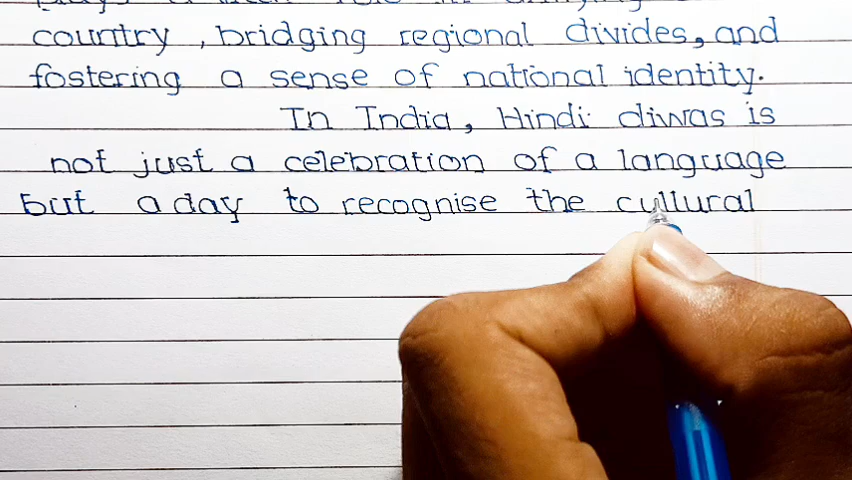 country , bridging regional divides, and
fostering a sense of national identity.
In India, Hindi diwas is
not just a celebration of a language
but a day to recognise the cullural